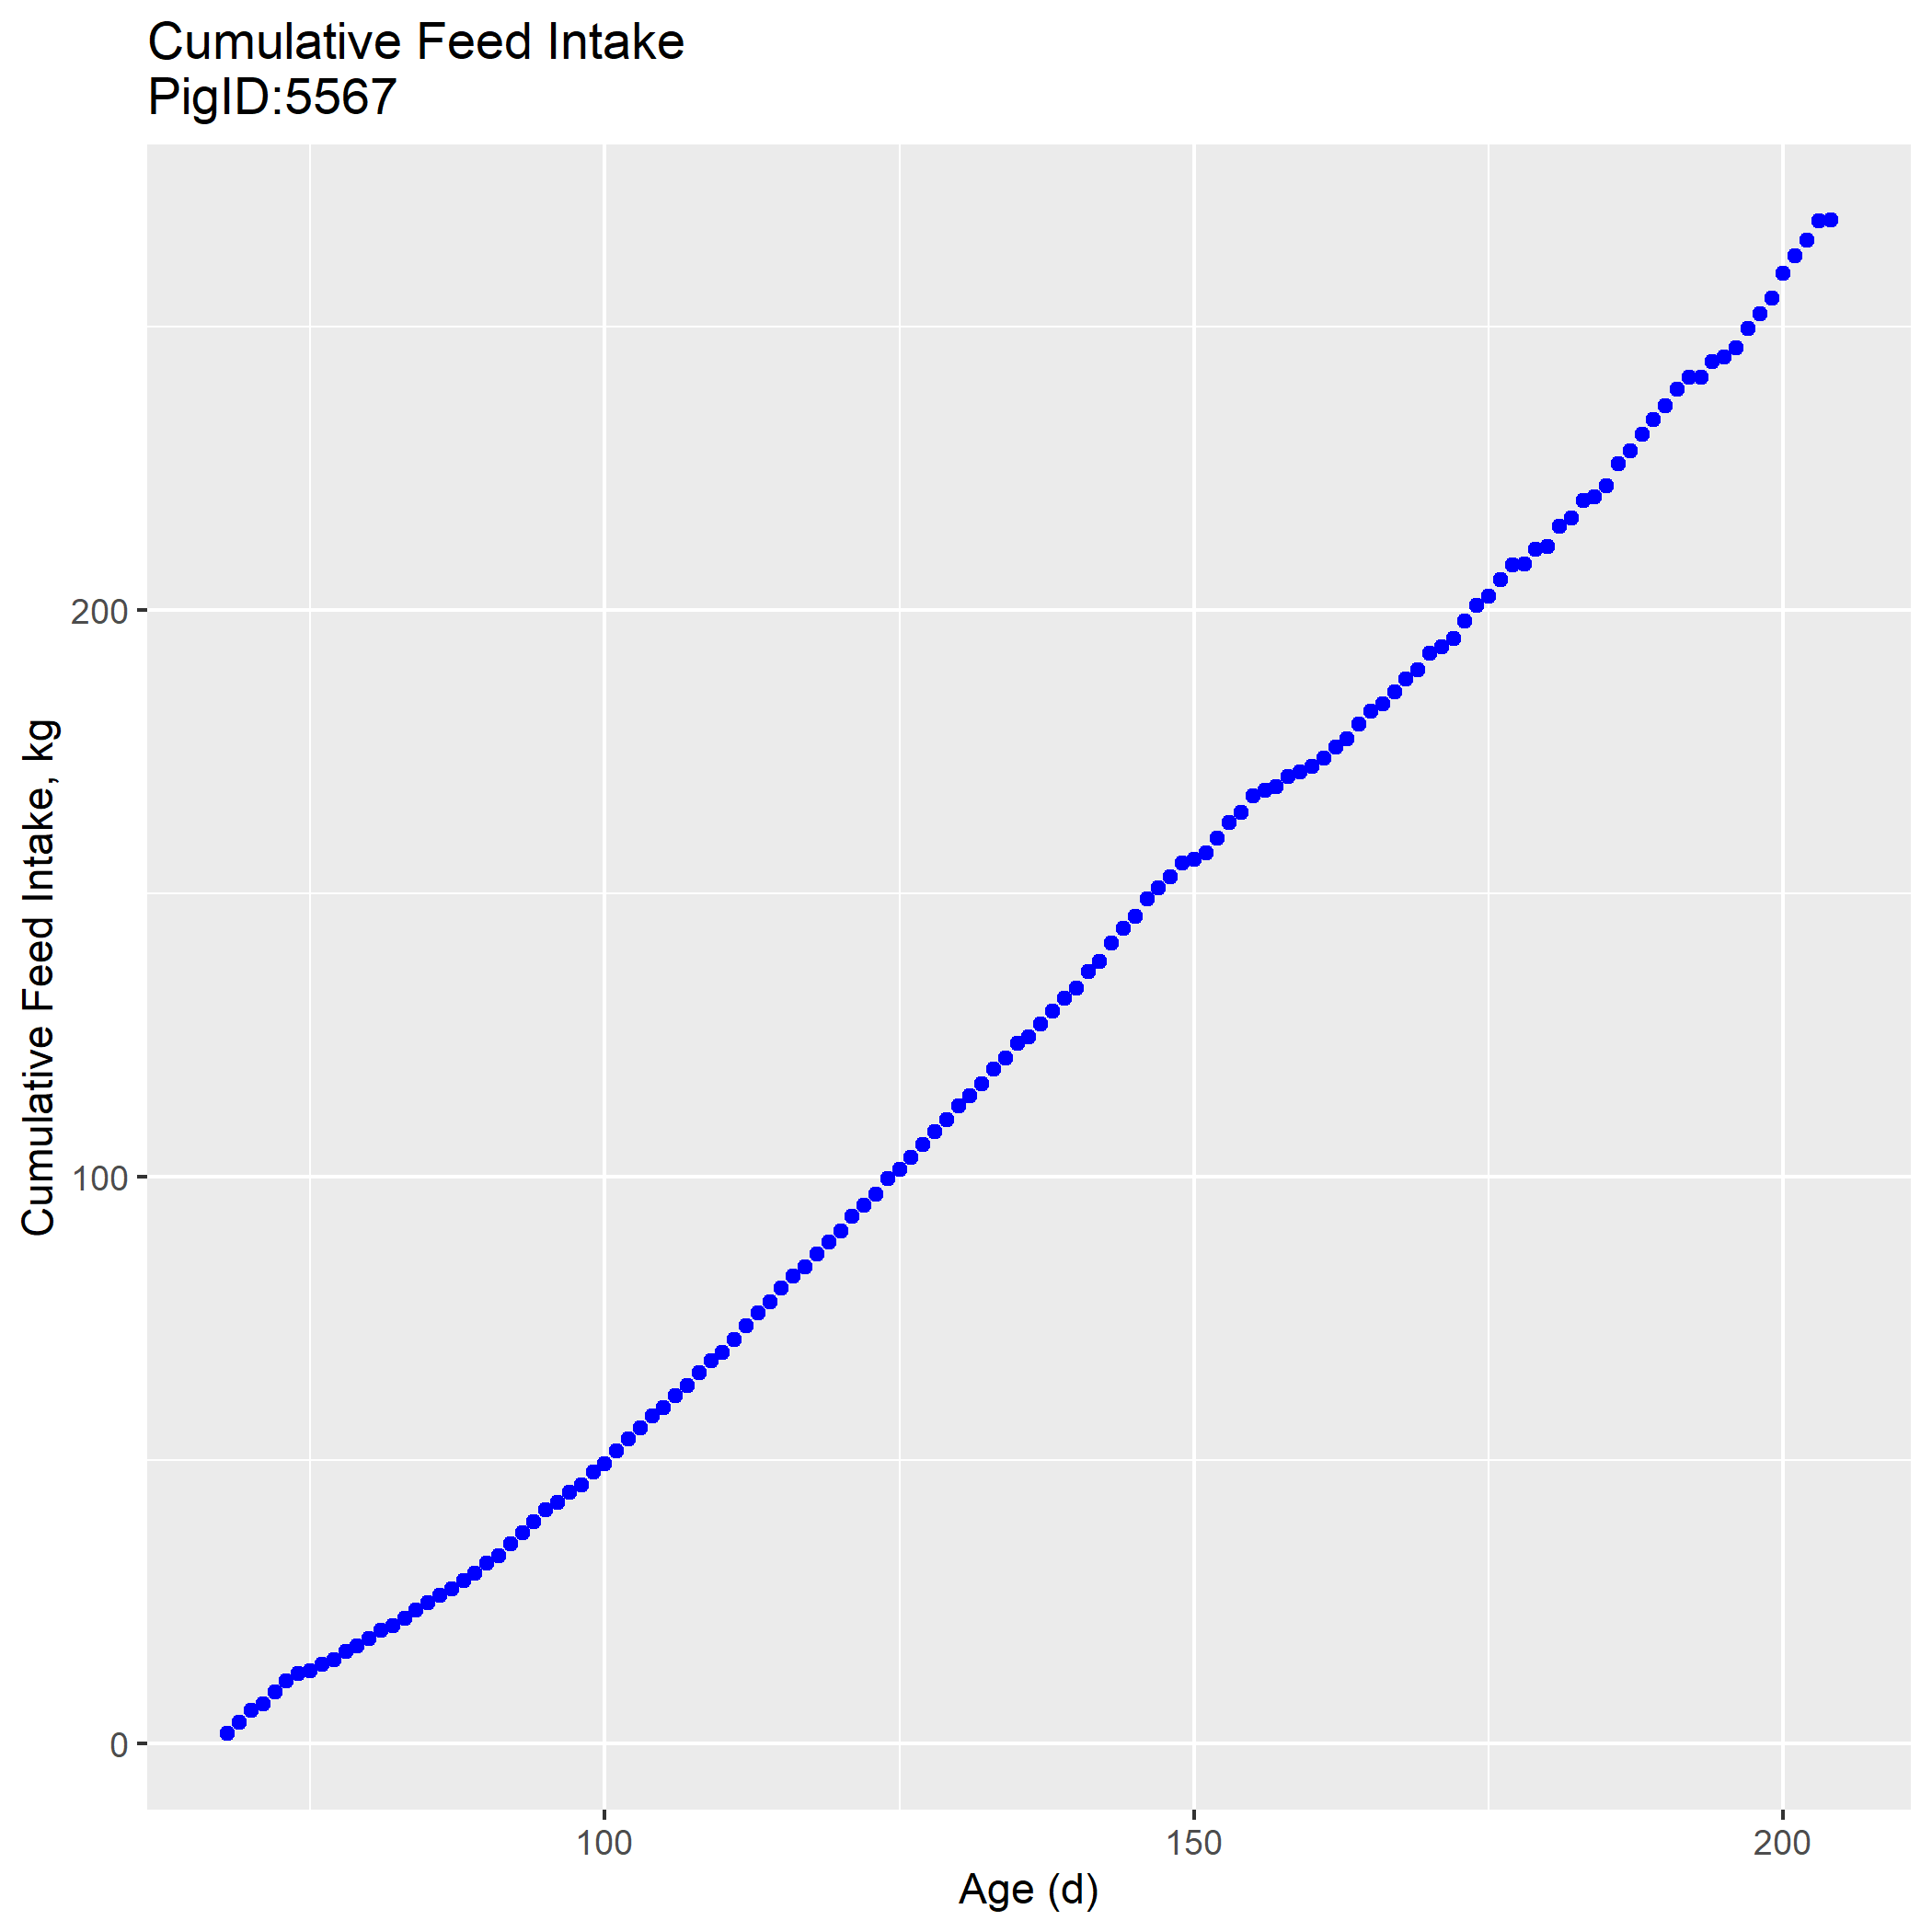 Cumulative Feed Intake
PigID:5567
Cumulative Feed Intake, kg
200
100
0
100
150
200
Age (d)